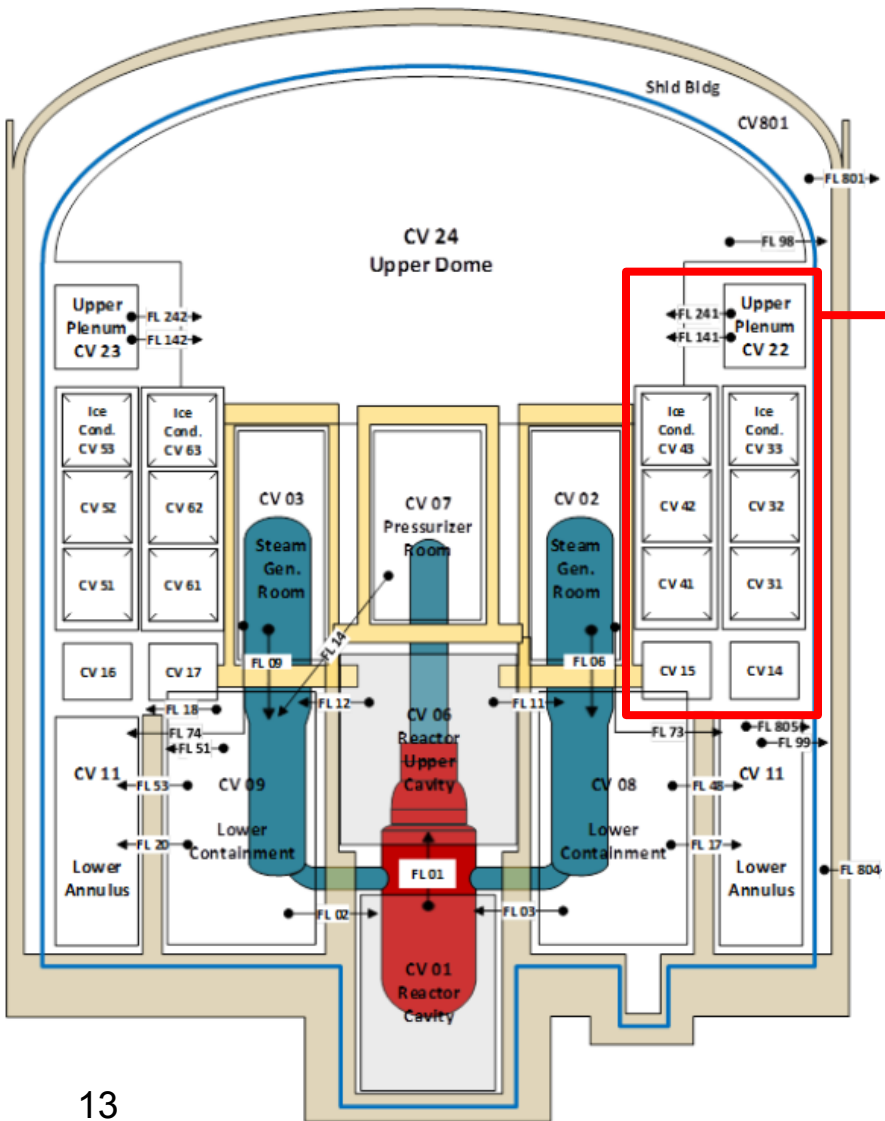 Shld Bldg
CV801
FL 801
FL 98
CV 24
Upper Dome
Upper
Plenum
CV 23
FL 242
FL 142
FL 241
FL 141
Upper
Plenum
CV 22
Ice
Cond.
CV 53
Ice
Cond.
CV 63
Ice
Cond.
CV 43
Ice
Cond.
CV 33
CV 52
CV 62
CV 42
CV 32
CV 51
CV 61
CV 41
CV 31
CV 03
Steam
Gen.
Room
CV 07
Pressurizer
Room
CV 02
Steam
Gen.
Room
CV 16
CV 17
CV 15
CV 14
FL 09
FL 14
FL 06
FL 18
FL 74
FL 51
FL 12
FL 11
FL 73
FL 805
FL 99
CV 06
Reactor
Upper
Cavity
CV 11
Lower
Annulus
FL 53
FL 20
CV 09
Lower
Containment
CV 08
Lower
Containment
FL 48
FL 17
CV 11
Lower
Annulus
FL 804
FL 01
FL 02
FL 03
CV 01
Reactor
Cavity
13